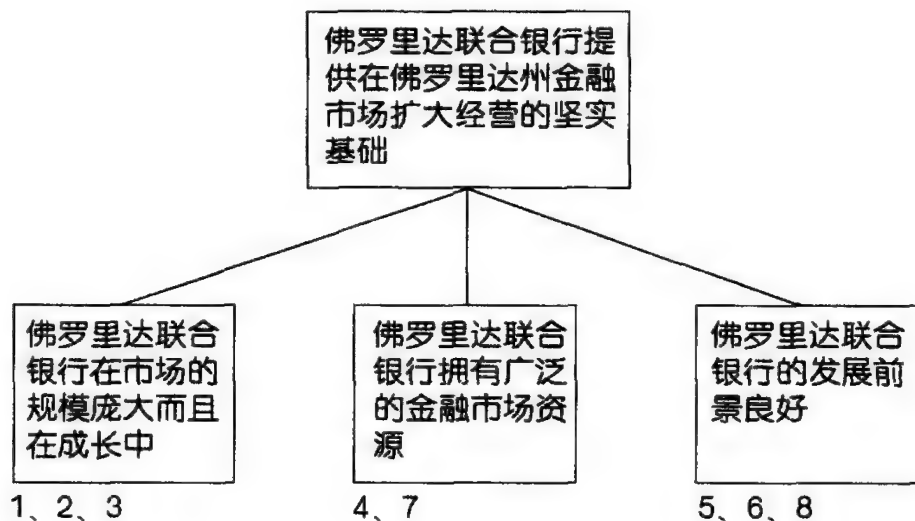 佛罗里达联合银行提
供在佛罗里达州金融
市场扩大经营的坚实
基础
佛罗里达联合
银行在市场的
规模庞大而且
在成长中
1、2、3
佛罗里达联合
银行拥有广泛
的金融市场资
源
4、7
佛罗里达联合
银行的发展前
景良好
5、6、8